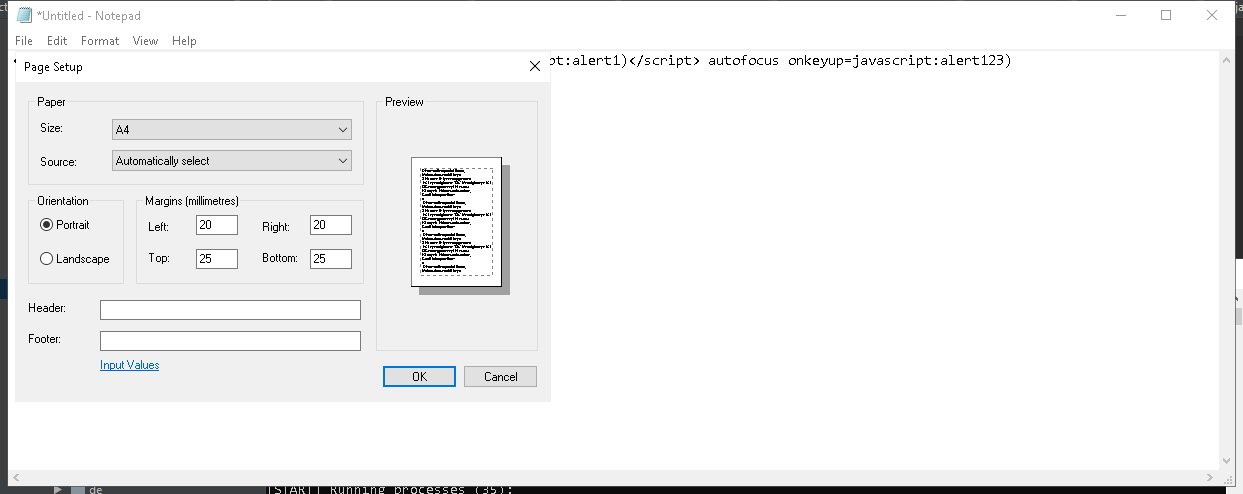 *Untitled - Notepad
File Edit Format View Help
pt:alert1)</script> autofocus onkeyup=javascript:alert123)
Page Setup
Paper
Size: A4
Source: Automatically select
Preview
Orientation
Portrait
Landscape
Margins (millimetres)
Left: 20 Right: 20
Top: 25 Bottom: 25
Header:
Footer:
Input Values
OK Cancel
de
[START] Running processes (35):